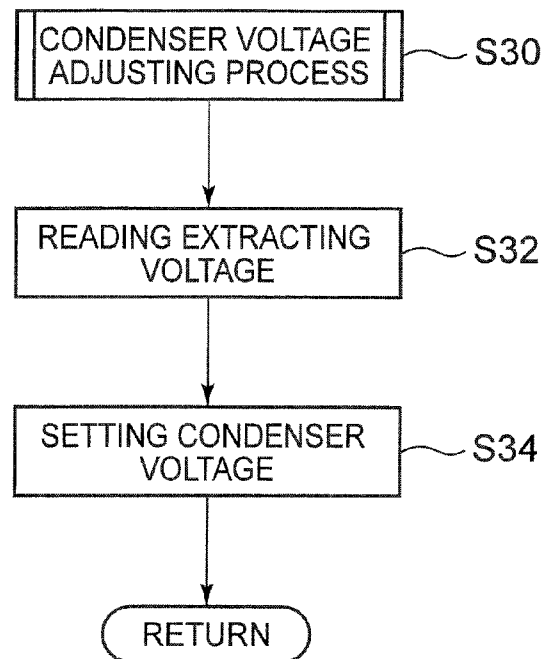 CONDENSER VOLTAGE
ADJUSTING PROCESS
S30
READING EXTRACTING
VOLTAGE
S32
SETTING CONDENSER
VOLTAGE
S34
RETURN